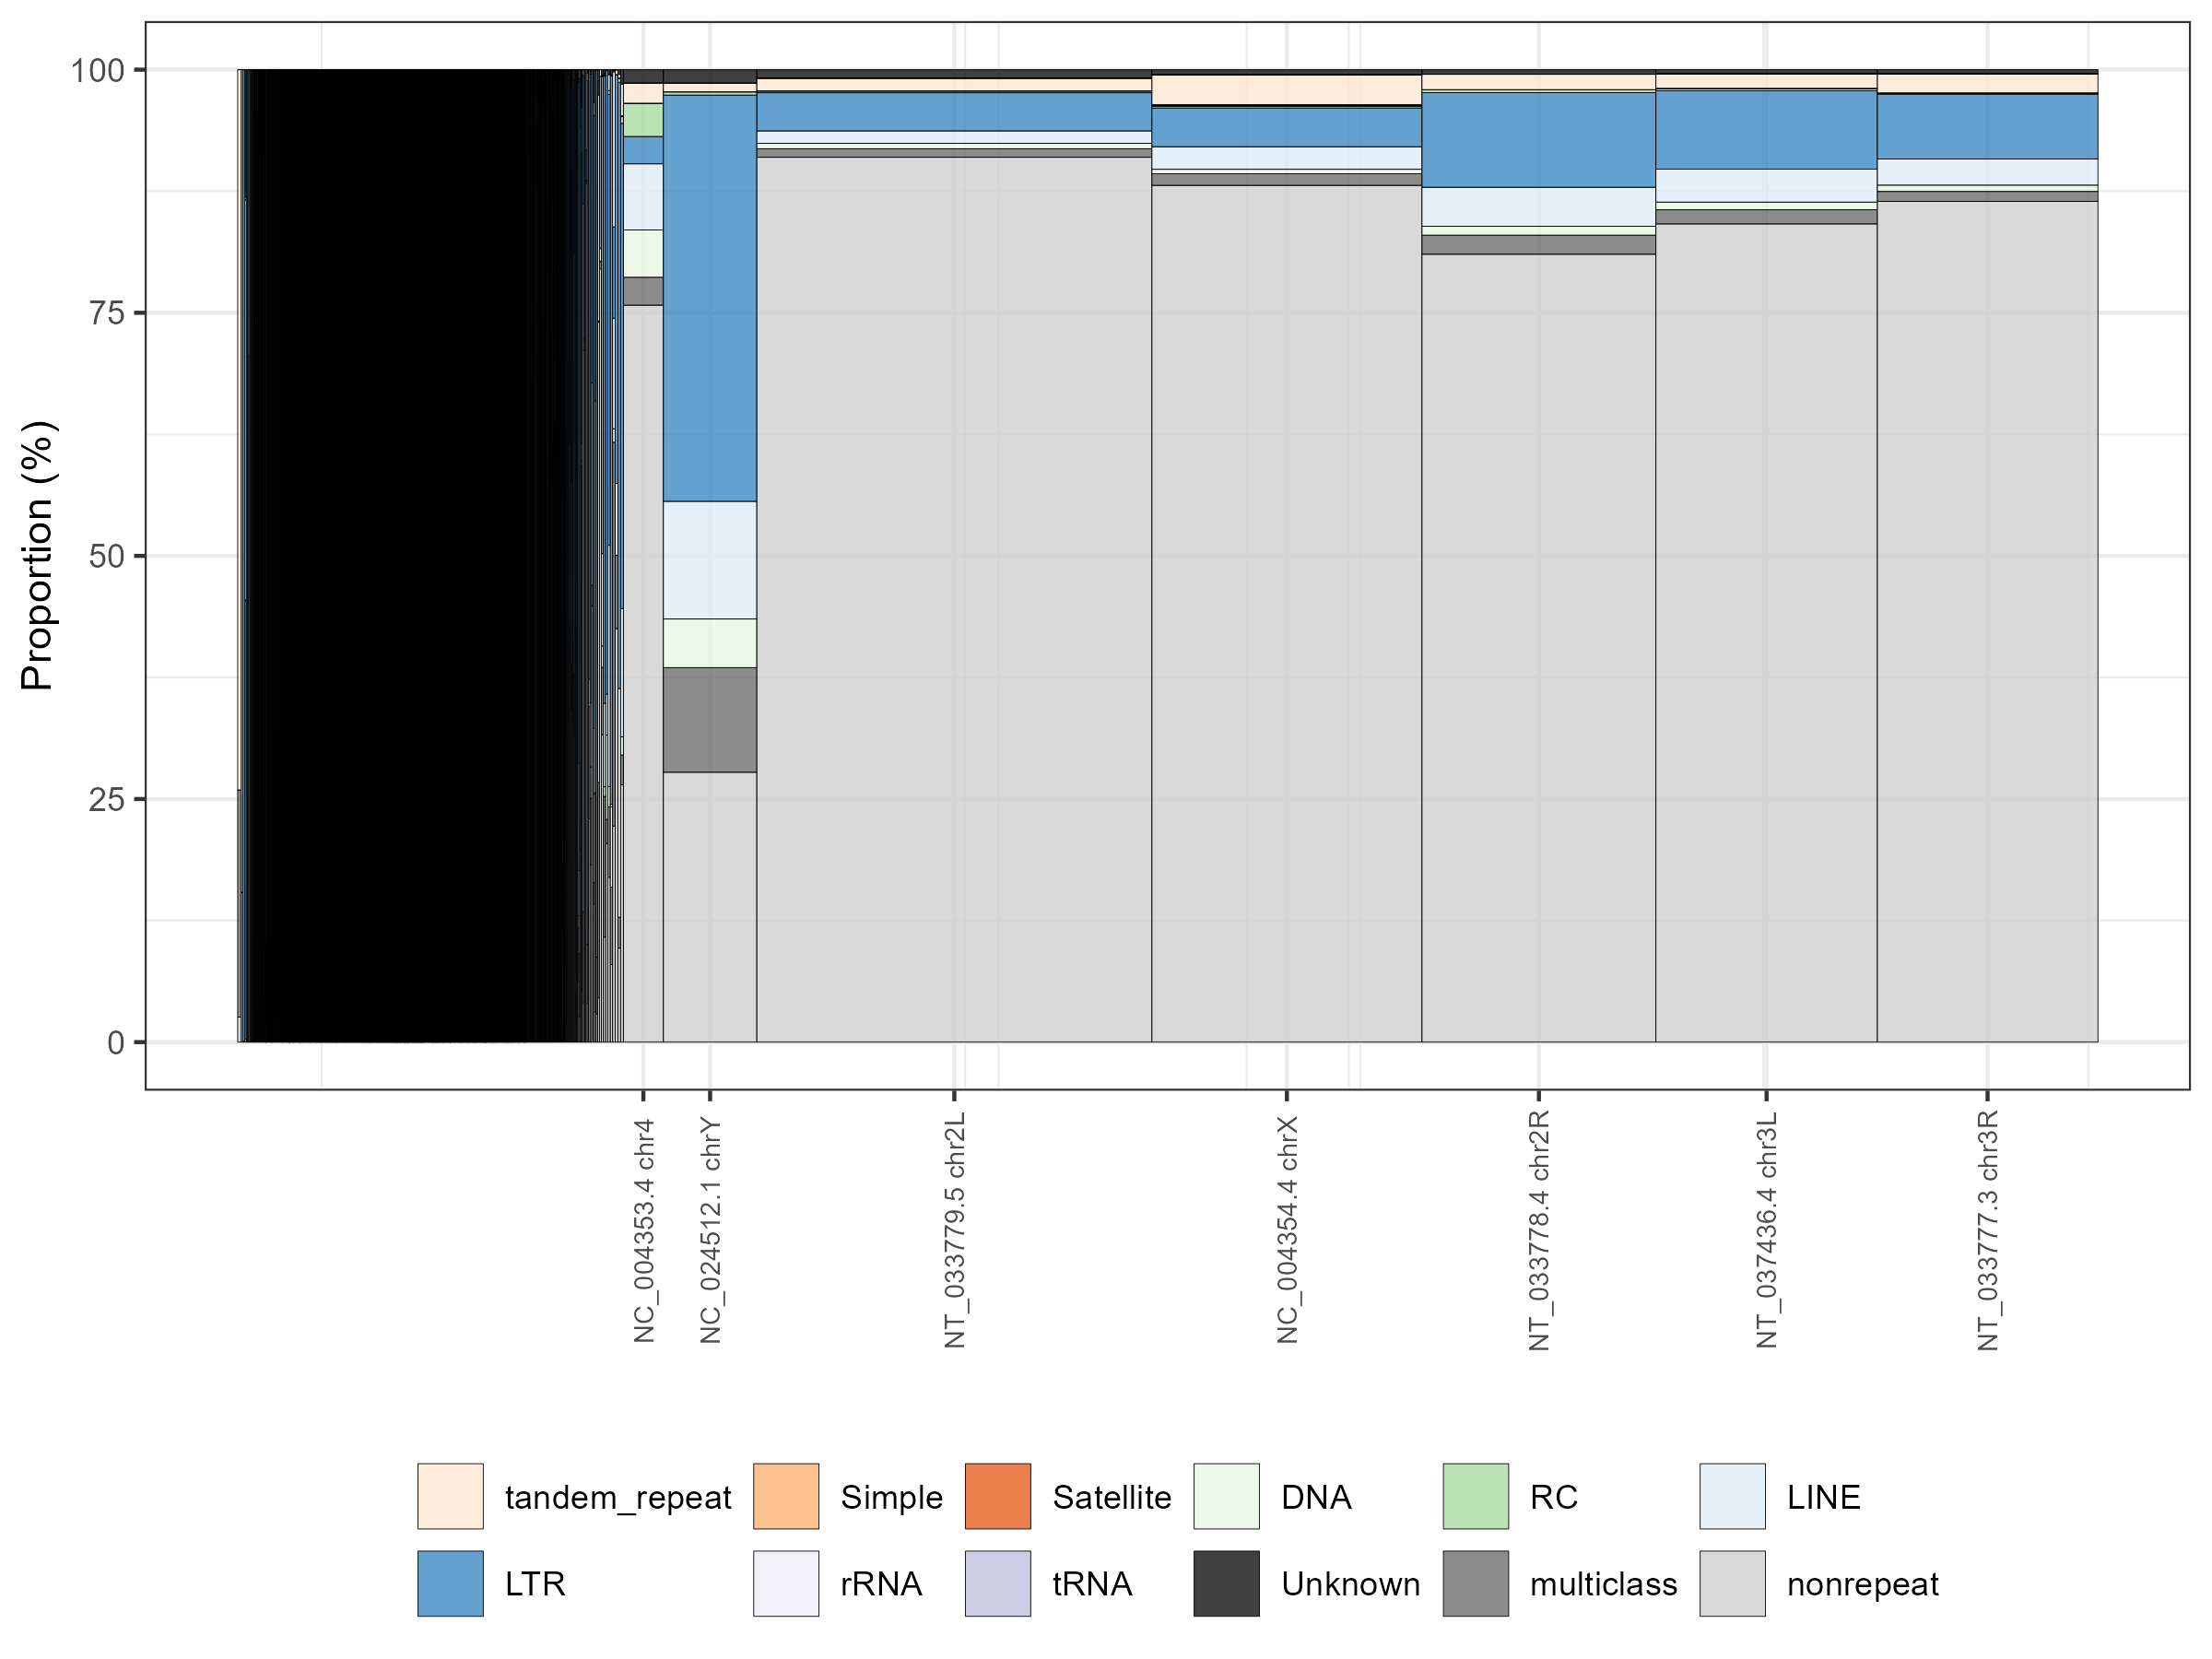 Proportion (%)
100
75
50
25
0
NC_004353.4 chr4
NC_024512.1 chrY
NT_033779.5 chr2L
NC_004354.4 chrX
NT_033778.4 chr2R
NT_037436.4 chr3L
NT_033777.3 chr3R
tandem_repeat Simple Satellite DNA RC LINE
LTR rRNA tRNA Unknown multiclass nonrepeat